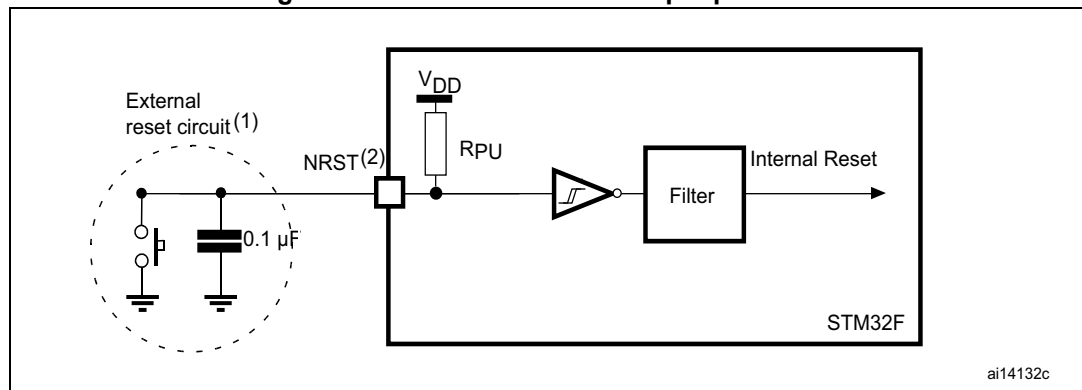 External
reset circuit(1)
VDD
NRST(2)
RPU
Internal Reset
Filter
0.1 µF
STM32F
ai14132c